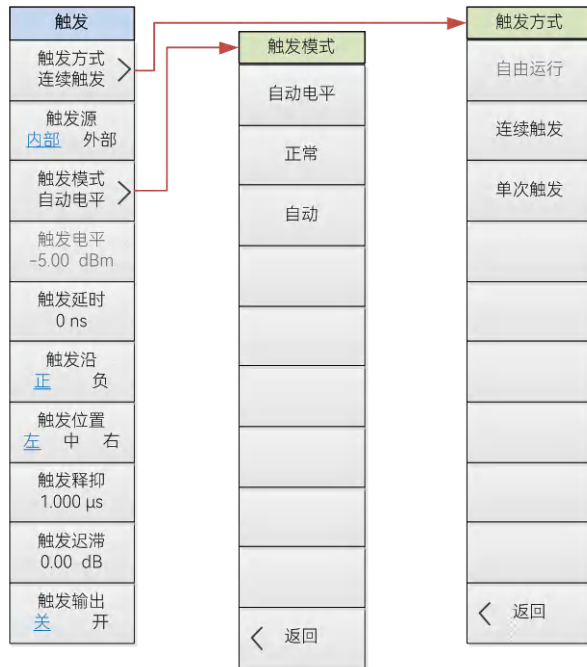 触发
触发方式
连续触发
触发源
内部 外部
触发模式
自动电平
触发电平
-5.00 dBm
触发延时
0 ns
触发沿
正 负
触发位置
左 中 右
触发释抑
1.000 μs
触发迟滞
0.00 dB
触发输出
关 开
触发模式
自动电平
正常
自动
返回
触发方式
自由运行
连续触发
单次触发
返回